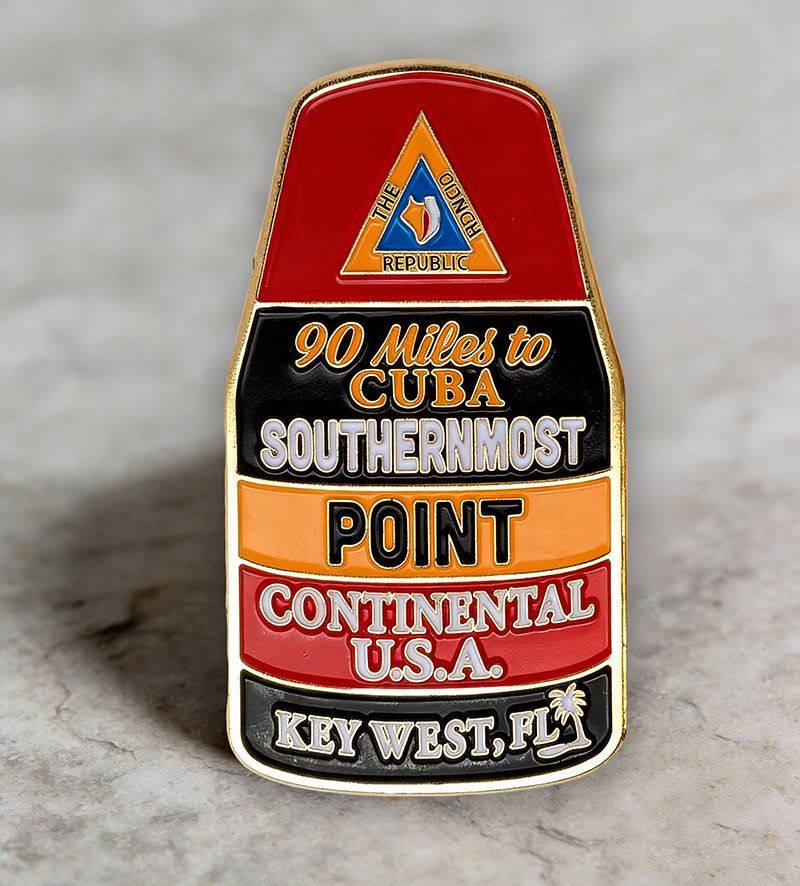 THE CONCH
REPUBLIC
90 Miles to
CUBA
SOUTHERNMOST
POINT
CONTINENTAL
U.S.A.
KEY WEST, FL